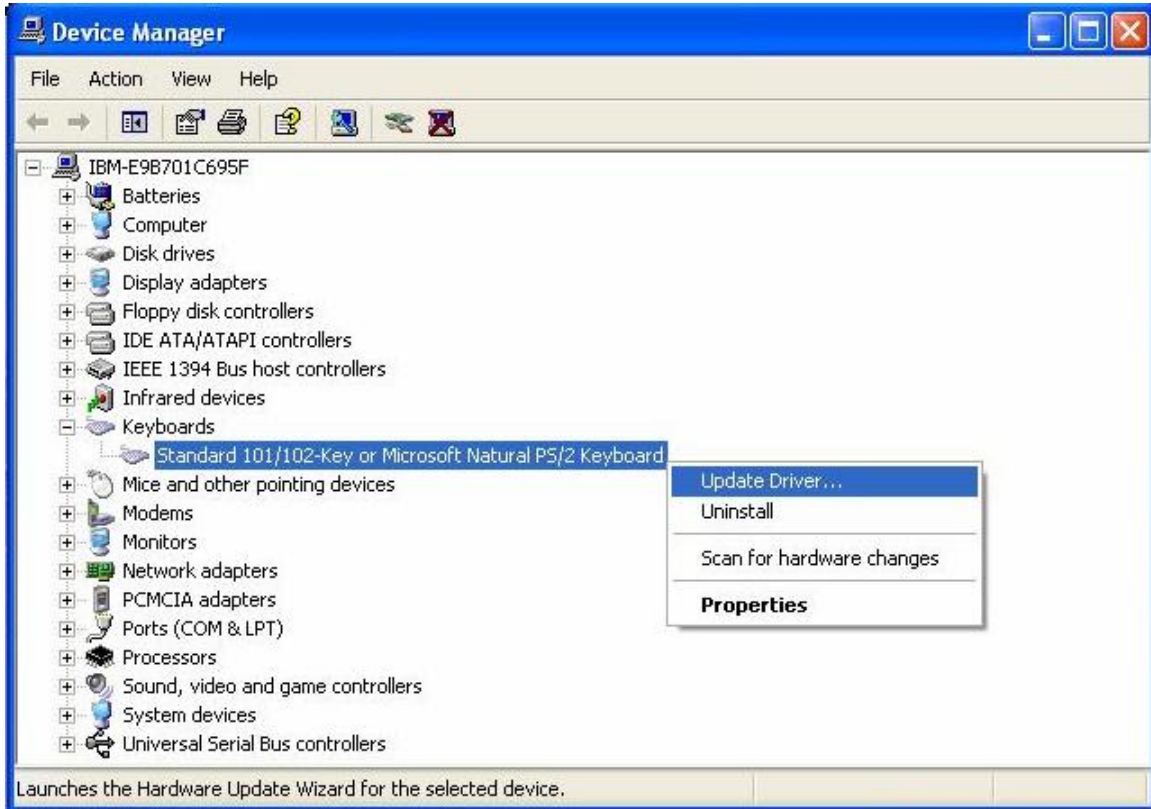 Device Manager
File Action View Help
IBM-E9B701C695F
Batteries
Computer
Disk drives
Display adapters
Floppy disk controllers
IDE ATA/ATAPI controllers
IEEE 1394 Bus host controllers
Infrared devices
Keyboards
Standard 101/102-Key or Microsoft Natural PS/2 Keyboard
Mice and other pointing devices
Modems
Monitors
Network adapters
PCMCIA adapters
Ports (COM & LPT)
Processors
Sound, video and game controllers
System devices
Universal Serial Bus controllers
Update Driver...
Uninstall
Scan for hardware changes
Properties
Launches the Hardware Update Wizard for the selected device.